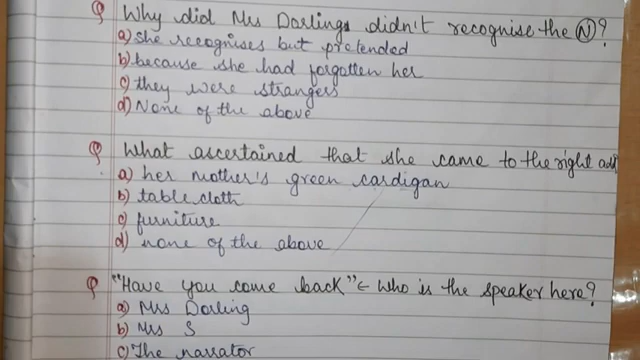 Q Why did Mrs Dorlings didn't recognise the (N)?
a) she recognises but pretended
b) because she had forgotten her
c) they were strangers
d) None of the above
Q What ascertained that she came to the right
a) her mother's green cardigan
b) table cloth
c) furniture
d) none of the above
Q "Have you come back" ← Who is the speaker here?
a) Mrs Dorling
b) Mrs S
c) The narrator